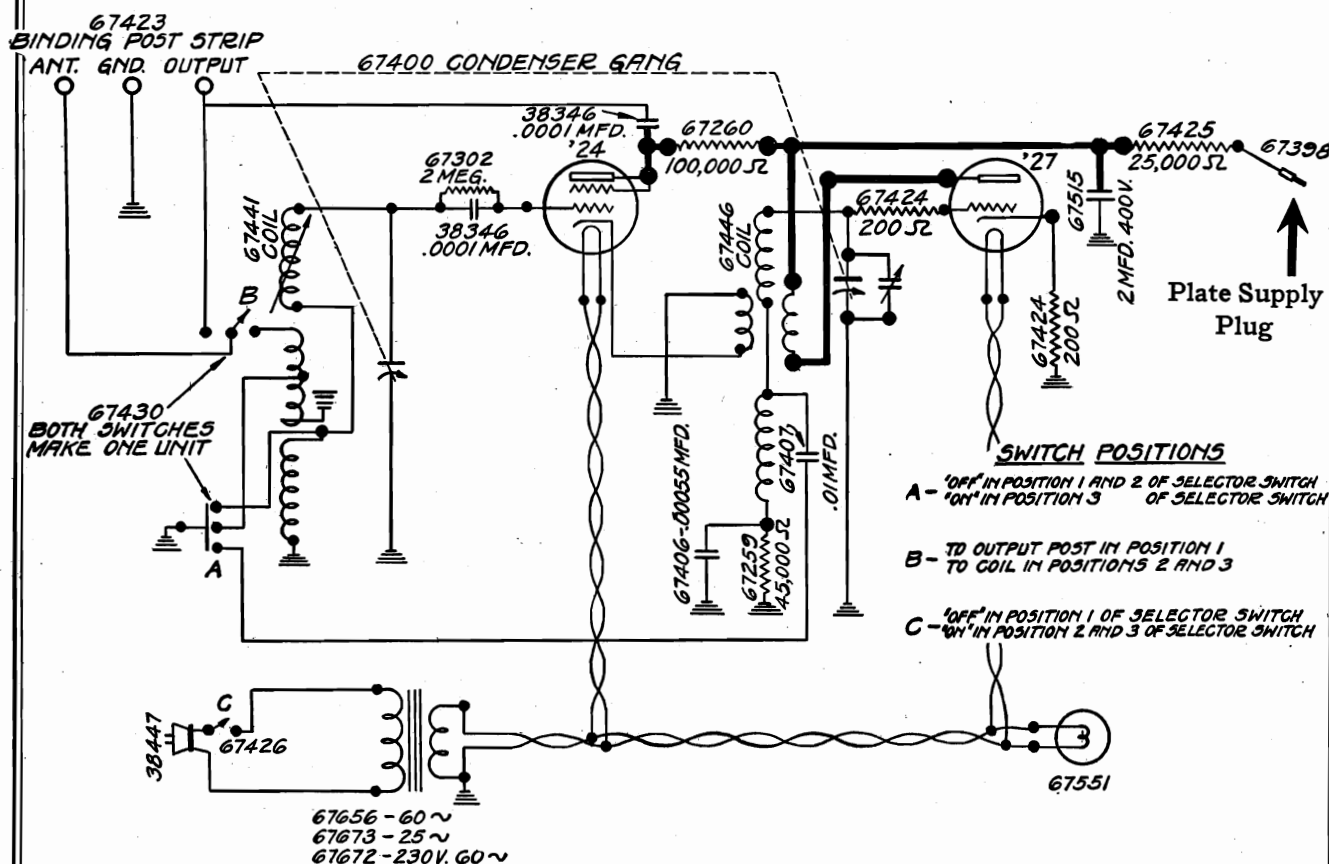 67423
BINDING POST STRIP
ANT. GND. OUTPUT
67400 CONDENSER GANG
38346
.0001 MFD.
'24
67260
100,000 Ω
67302
2 MEG.
38346
.0001 MFD.
67441
COIL
B
67430
BOTH SWITCHES
MAKE ONE UNIT
A
67446
COIL
67424
200 Ω
'27
67425
25,000 Ω
67398
67515
2 MFD. 400V.
Plate Supply
Plug
67424
200 Ω
67407
.01 MFD.
67406-.00055 MFD.
67259
45,000 Ω
SWITCH POSITIONS
A - "OFF" IN POSITION 1 AND 2 OF SELECTOR SWITCH
"ON" IN POSITION 3 OF SELECTOR SWITCH
B - TO OUTPUT POST IN POSITION 1
TO COIL IN POSITIONS 2 AND 3
C - "OFF" IN POSITION 1 OF SELECTOR SWITCH
"ON" IN POSITION 2 AND 3 OF SELECTOR SWITCH
38447
C
67426
67551
67656 - 60 ~
67673 - 25 ~
67672 - 230V. 60 ~